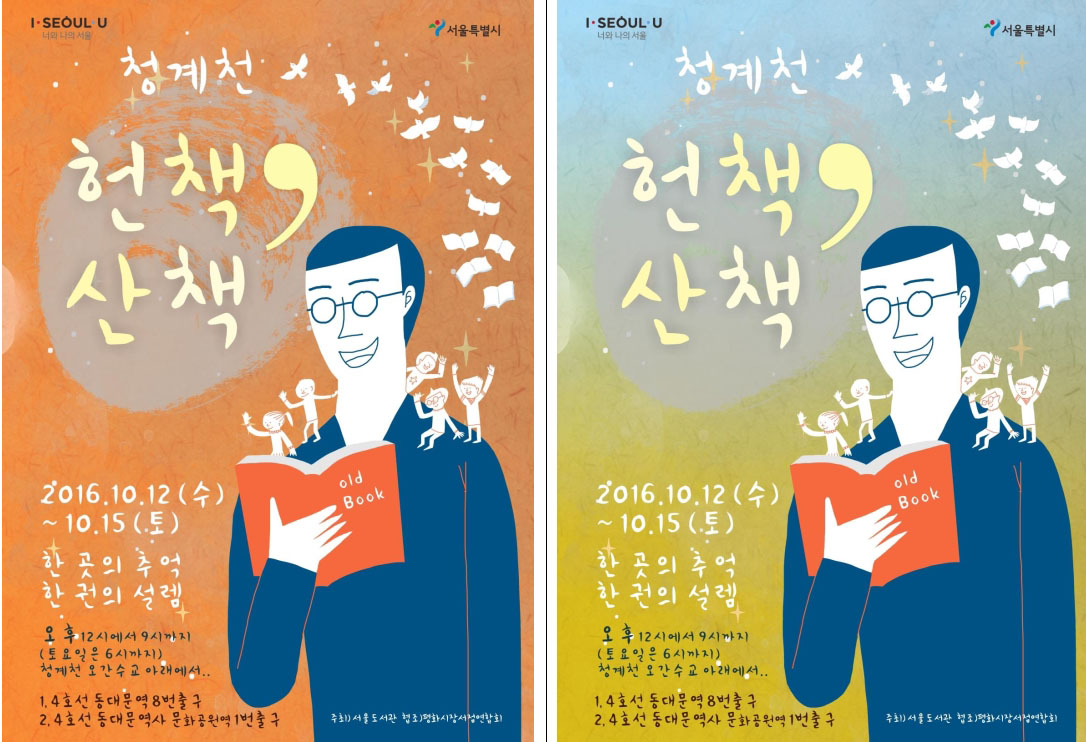 I·SEOUL·U
너와 나의 서울
서울특별시
청계천
헌책,
산책
old
Book
2016.10.12 (수)
~ 10.15 (토)
한 곳의 추억
한 권의 설렘
오후 12시에서 9시까지
(토요일은 6시까지)
청계천 오간수교 아래에서..
1, 4호선 동대문역 8번출구
2, 4호선 동대문역사 문화공원역 1번출구
주최)서울도서관 협조)평화시장서점연합회
I·SEOUL·U
너와 나의 서울
서울특별시
청계천
헌책,
산책
old
Book
2016.10.12 (수)
~ 10.15 (토)
한 곳의 추억
한 권의 설렘
오후 12시에서 9시까지
(토요일은 6시까지)
청계천 오간수교 아래에서..
1, 4호선 동대문역 8번출구
2, 4호선 동대문역사 문화공원역 1번출구
주최)서울도서관 협조)평화시장서점연합회